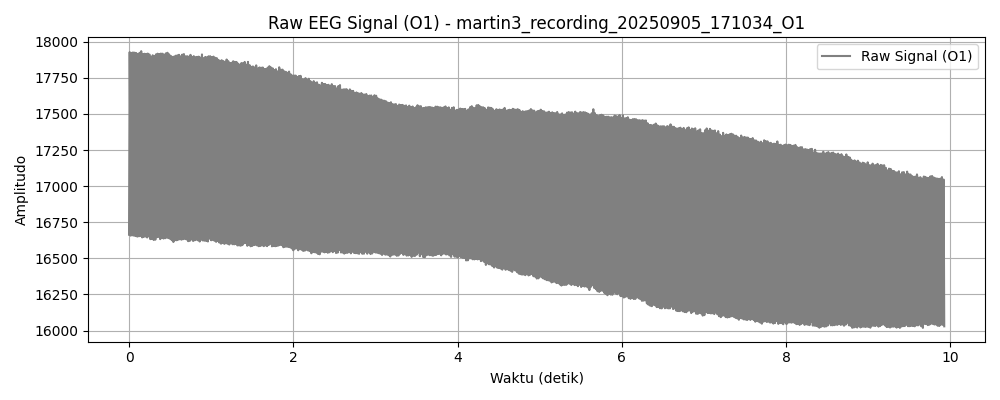 Raw EEG Signal (O1) - martin3_recording_20250905_171034_O1
Raw Signal (O1)
Amplitudo
18000
17750
17500
17250
17000
16750
16500
16250
16000
0 2 4 6 8 10
Waktu (detik)